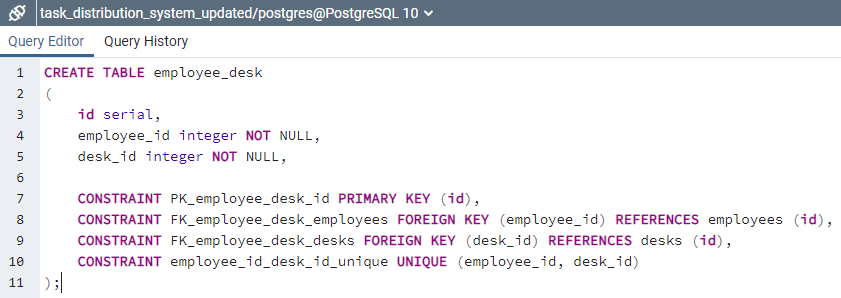 task_distribution_system_updated/postgres@PostgreSQL 10
Query Editor Query History
1 CREATE TABLE employee_desk
2 (
3 id serial,
4 employee_id integer NOT NULL,
5 desk_id integer NOT NULL,
6
7 CONSTRAINT PK_employee_desk_id PRIMARY KEY (id),
8 CONSTRAINT FK_employee_desk_employees FOREIGN KEY (employee_id) REFERENCES employees (id),
9 CONSTRAINT FK_employee_desk_desks FOREIGN KEY (desk_id) REFERENCES desks (id),
10 CONSTRAINT employee_id_desk_id_unique UNIQUE (employee_id, desk_id)
11 );